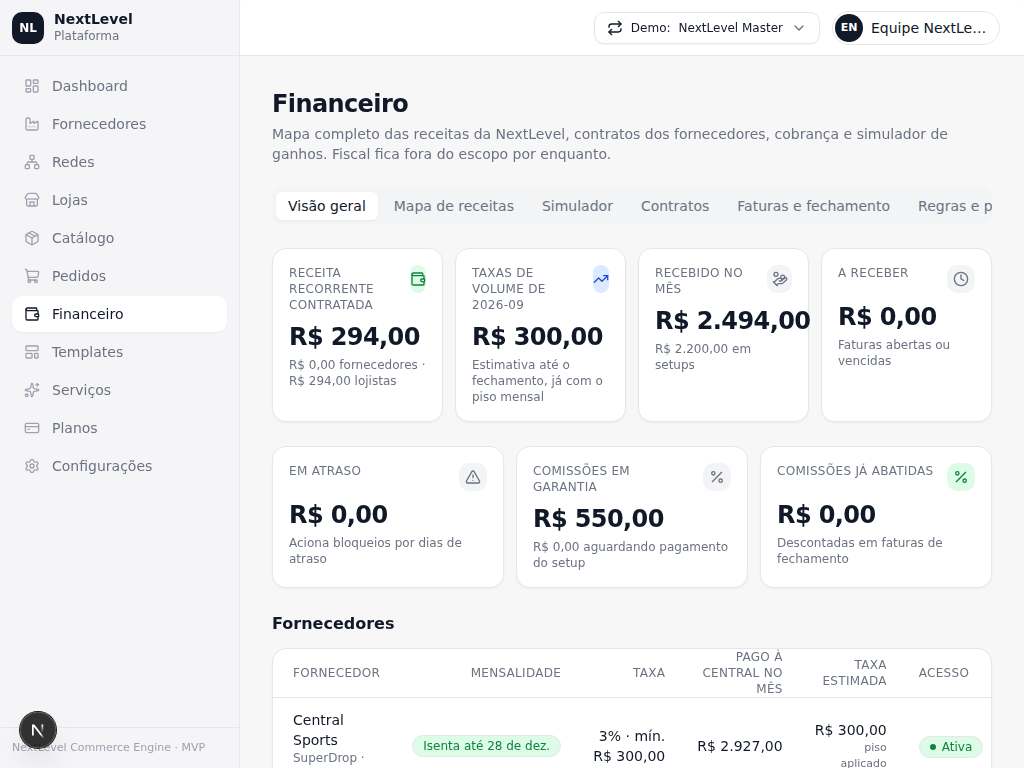 NL
NextLevel
Plataforma
Demo: NextLevel Master
EN
Equipe NextLe...
Dashboard
Fornecedores
Redes
Lojas
Catálogo
Pedidos
Financeiro
Templates
Serviços
Planos
Configurações
N
NextLevel Commerce Engine · MVP
Financeiro
Mapa completo das receitas da NextLevel, contratos dos fornecedores, cobrança e simulador de
ganhos. Fiscal fica fora do escopo por enquanto.
Visão geral
Mapa de receitas
Simulador
Contratos
Faturas e fechamento
Regras e p
RECEITA
RECORRENTE
CONTRATADA
R$ 294,00
R$ 0,00 fornecedores ·
R$ 294,00 lojistas
TAXAS DE
VOLUME DE
2026-09
R$ 300,00
Estimativa até o
fechamento, já com o
piso mensal
RECEBIDO NO
MÊS
R$ 2.494,00
R$ 2.200,00 em
setups
A RECEBER
R$ 0,00
Faturas abertas ou
vencidas
EM ATRASO
R$ 0,00
Aciona bloqueios por dias de
atraso
COMISSÕES EM
GARANTIA
R$ 550,00
R$ 0,00 aguardando pagamento
do setup
COMISSÕES JÁ ABATIDAS
R$ 0,00
Descontadas em faturas de
fechamento
Fornecedores
FORNECEDOR
MENSALIDADE
TAXA
PAGO À
CENTRAL NO
MÊS
TAXA
ESTIMADA
ACESSO
Central
Sports
SuperDrop ·
Isenta até 28 de dez.
3% · mín.
R$ 300,00
R$ 2.927,00
R$ 300,00
piso
aplicado
Ativa